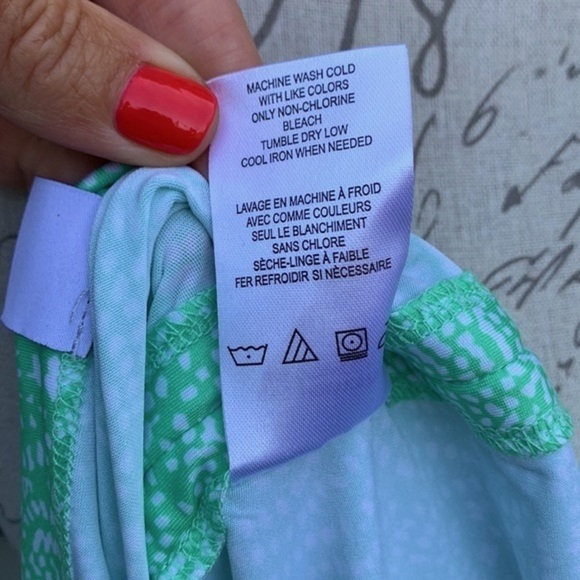 MACHINE WASH COLD
WITH LIKE COLORS
ONLY NON-CHLORINE
BLEACH
TUMBLE DRY LOW
COOL IRON WHEN NEEDED
LAVAGE EN MACHINE À FROID
AVEC COMME COULEURS
SEUL LE BLANCHIMENT
SANS CHLORE
SÈCHE-LINGE À FAIBLE
FER REFROIDIR SI NÈCESSAIRE